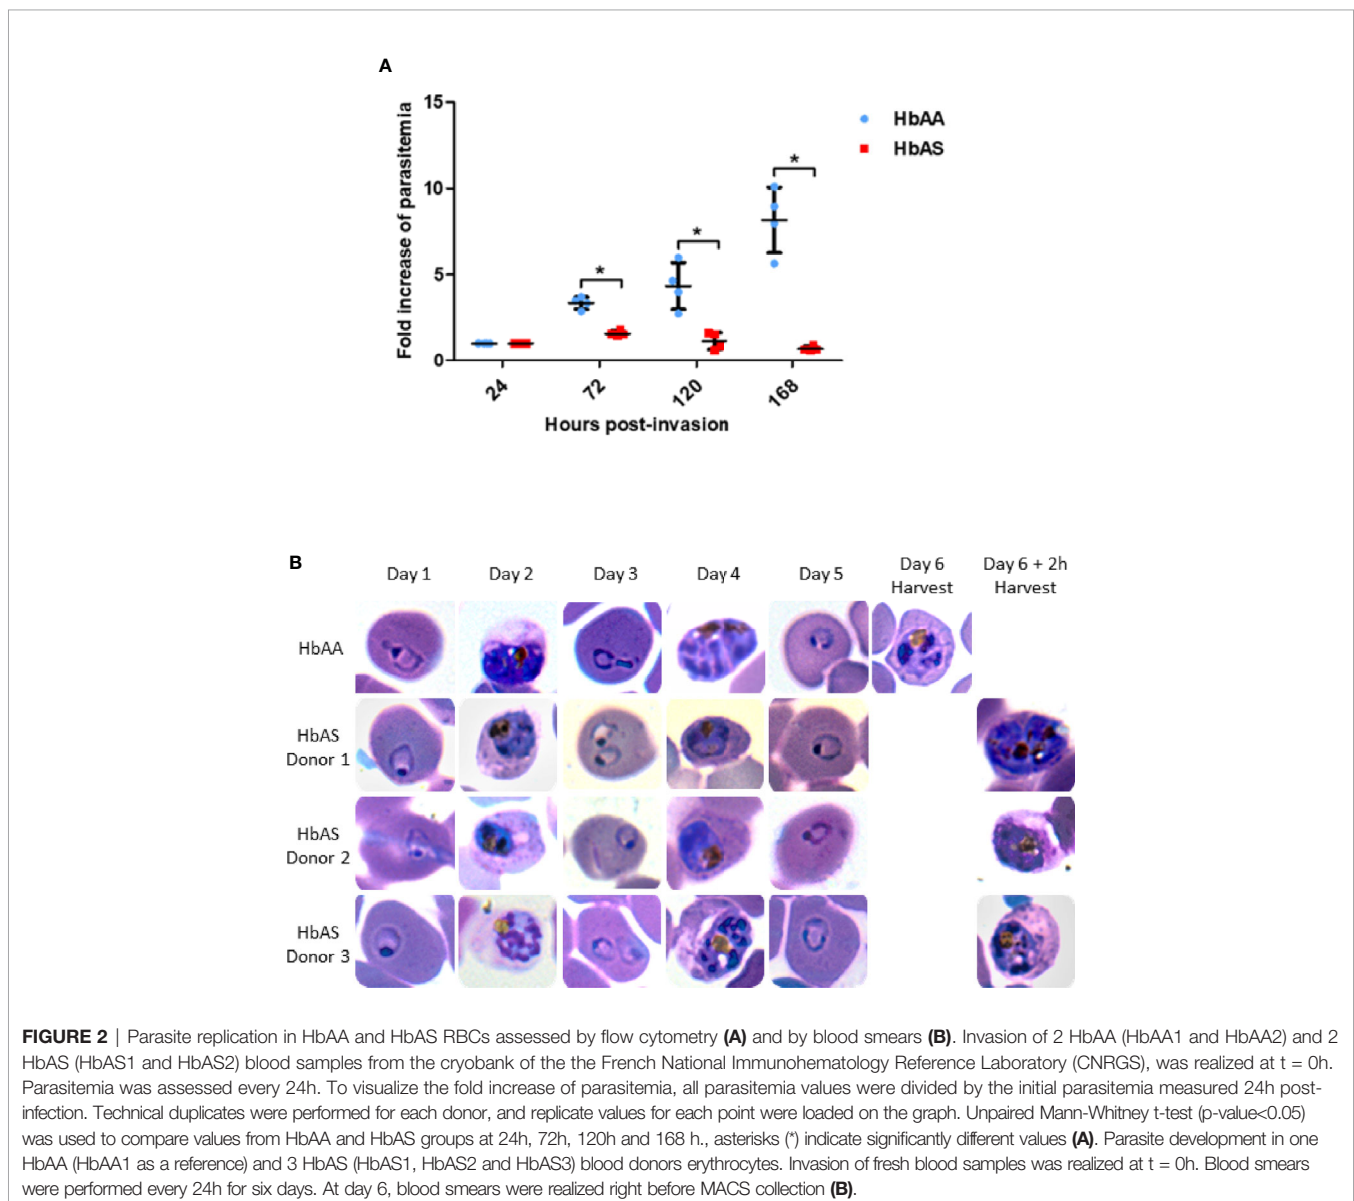 A
Fold increase of parasitemia
15
10
5
0
24
72
120
168
Hours post-invasion
HbAA
HbAS
*
*
*
B
Day 1
Day 2
Day 3
Day 4
Day 5
Day 6
Harvest
Day 6 + 2h
Harvest
HbAA
HbAS
Donor 1
HbAS
Donor 2
HbAS
Donor 3
FIGURE 2 | Parasite replication in HbAA and HbAS RBCs assessed by flow cytometry (A) and by blood smears (B). Invasion of 2 HbAA (HbAA1 and HbAA2) and 2
HbAS (HbAS1 and HbAS2) blood samples from the cryobank of the the French National Immunohematology Reference Laboratory (CNRGS), was realized at t = 0h.
Parasitemia was assessed every 24h. To visualize the fold increase of parasitemia, all parasitemia values were divided by the initial parasitemia measured 24h post-
infection. Technical duplicates were performed for each donor, and replicate values for each point were loaded on the graph. Unpaired Mann-Whitney t-test (p-value<0.05)
was used to compare values from HbAA and HbAS groups at 24h, 72h, 120h and 168 h., asterisks (*) indicate significantly different values (A). Parasite development in one
HbAA (HbAA1 as a reference) and 3 HbAS (HbAS1, HbAS2 and HbAS3) blood donors erythrocytes. Invasion of fresh blood samples was realized at t = 0h. Blood smears
were performed every 24h for six days. At day 6, blood smears were realized right before MACS collection (B).